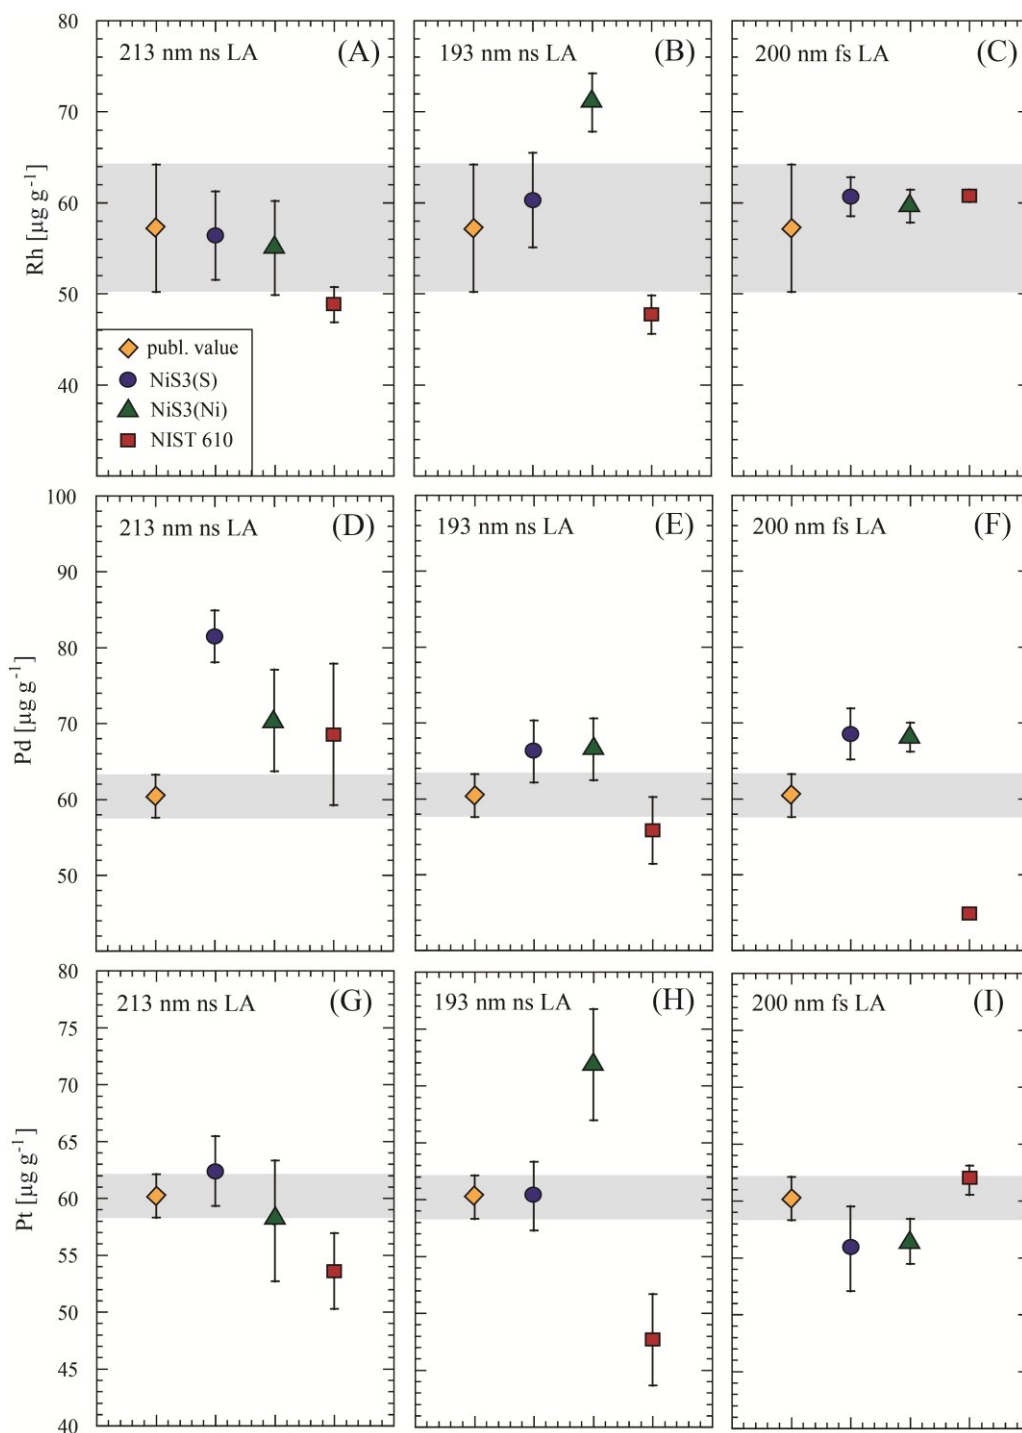 80
70
60
50
40
Rh [µg g⁻¹]
213 nm ns LA (A)
193 nm ns LA (B)
200 nm fs LA (C)
publ. value
NiS3(S)
NiS3(Ni)
NIST 610
100
90
80
70
60
50
Pd [µg g⁻¹]
213 nm ns LA (D)
193 nm ns LA (E)
200 nm fs LA (F)
80
75
70
65
60
55
50
45
40
Pt [µg g⁻¹]
213 nm ns LA (G)
193 nm ns LA (H)
200 nm fs LA (I)